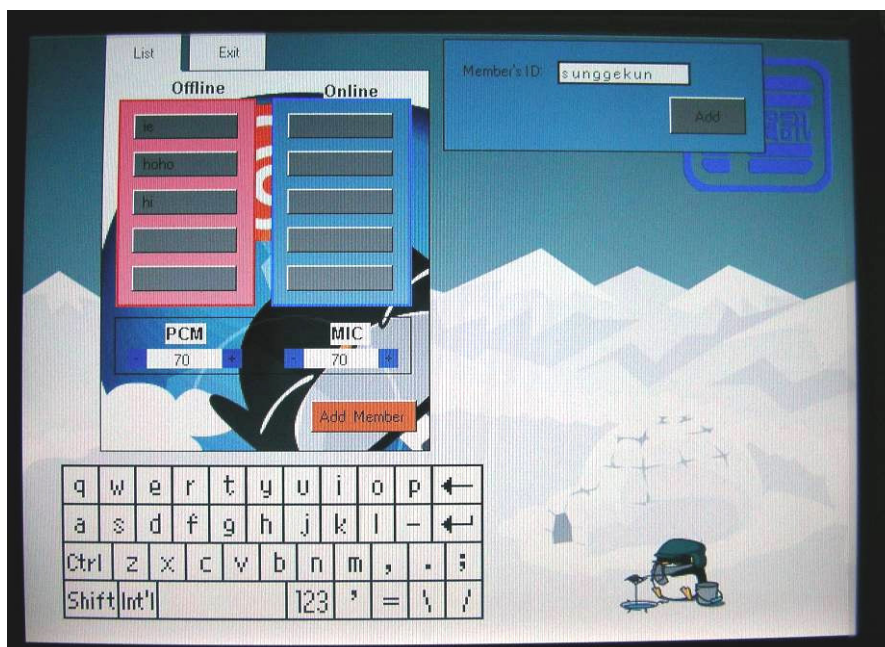 List Exit
Member's ID: sunggekun
Add
Offline Online
is
hoho
hi
PCM MIC
- 70 + - 70 +
Add Member
q w e r t y u i o p ←
a s d f g h j k l - ↵
Ctrl z x c v b n m , . ;
Shift Int'l 123 ' = \ /